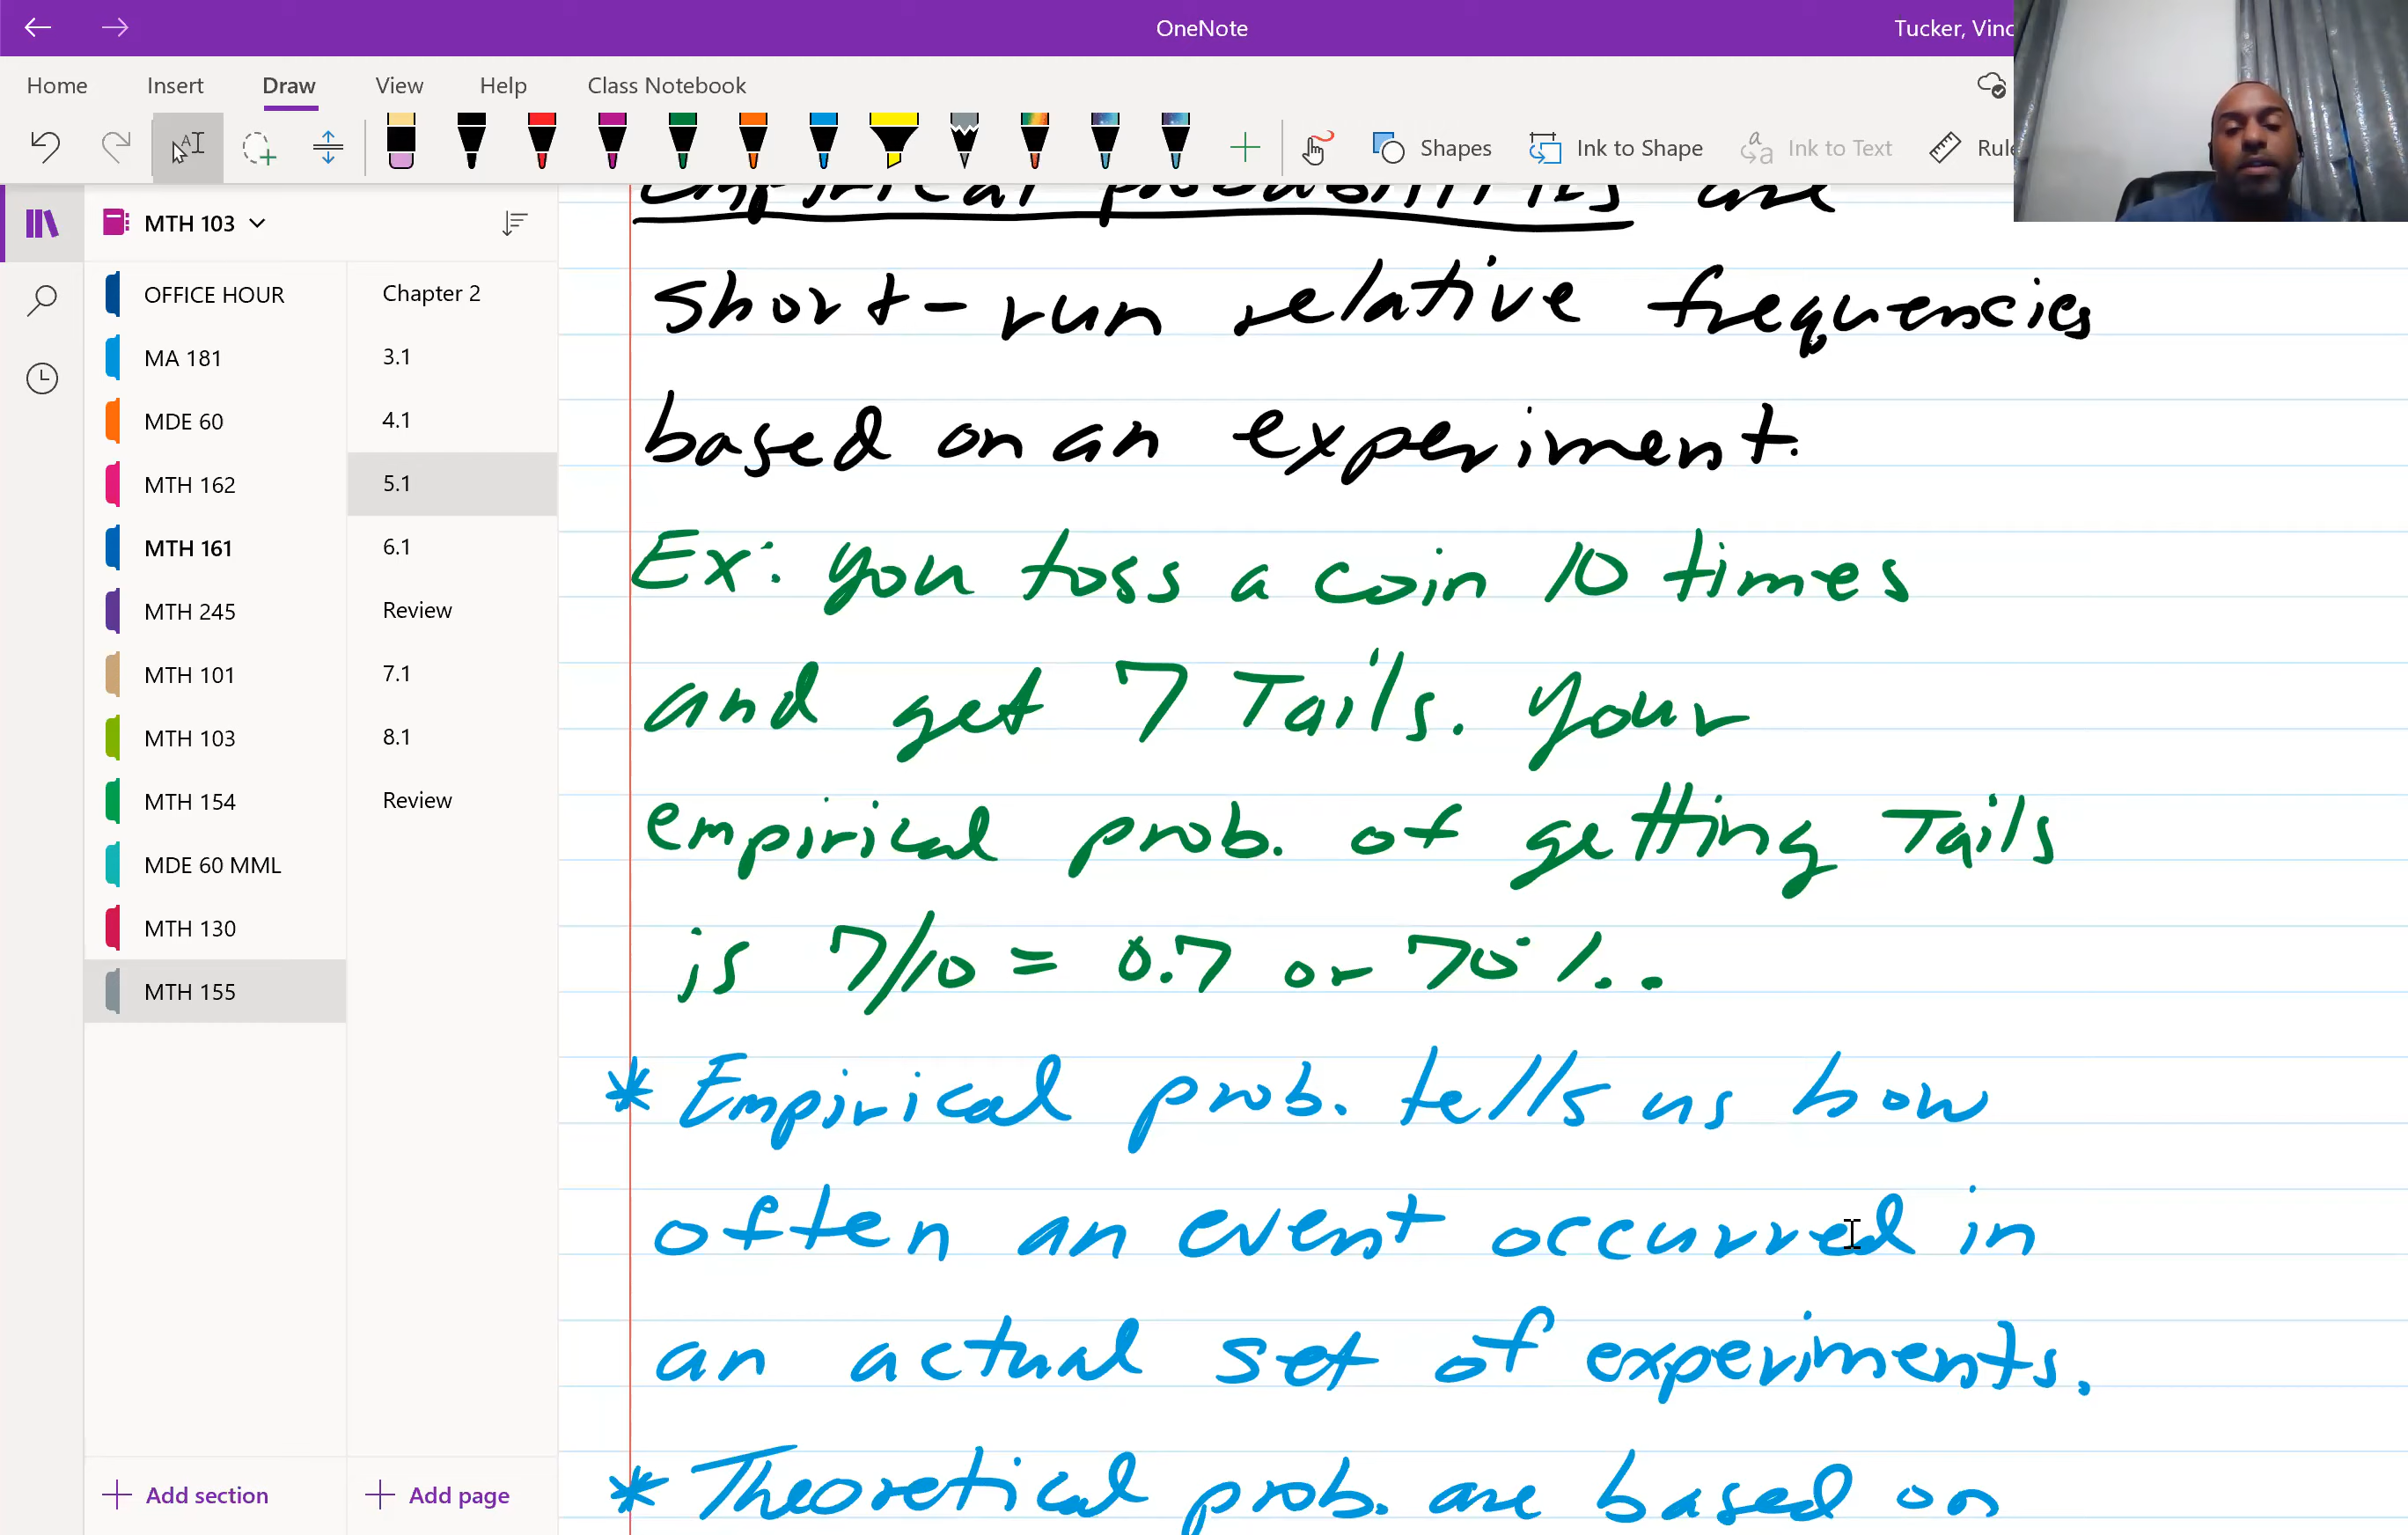 OneNote
Tucker, Vinc
Home Insert Draw View Help Class Notebook
Shapes Ink to Shape Ink to Text Rule
MTH 103
OFFICE HOUR
MA 181
MDE 60
MTH 162
MTH 161
MTH 245
MTH 101
MTH 103
MTH 154
MDE 60 MML
MTH 130
MTH 155
Add section
Chapter 2
3.1
4.1
5.1
6.1
Review
7.1
8.1
Review
Add page
Empirical probabilities are
short-run relative frequencies
based on an experiment.
Ex: You toss a coin 10 times
and get 7 Tails. Your
empirical prob. of getting Tails
is 7/10 = 0.7 or 70%.
* Empirical prob. tells us how
often an event occurred in
an actual set of experiments.
* Theoretical prob. are based on